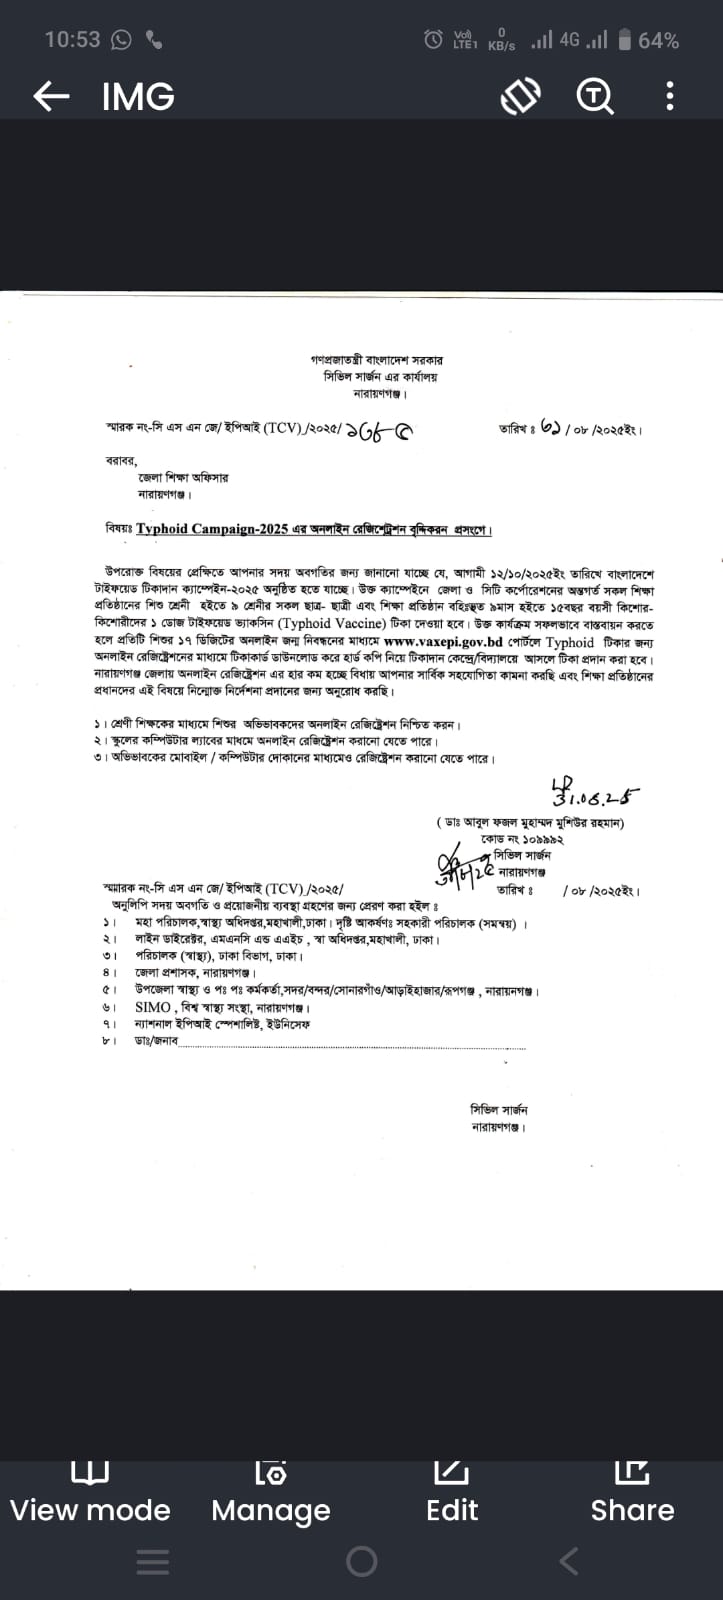 10:53
Vo) LTE1 0 KB/s 4G 64%
IMG
গণপ্রজাতন্ত্রী বাংলাদেশ সরকার
সিভিল সার্জন এর কার্যালয়
নারায়ণগঞ্জ।
স্মারক নং-সি এস এন জে/ ইপিআই (TCV)/২০২৫/ তারিখ ঃ ৩১/ ০৮ /২০২৫ইং।
বরাবর,
জেলা শিক্ষা অফিসার
নারায়ণগঞ্জ।
বিষয়ঃ Typhoid Campaign-2025 এর অনলাইন রেজিশ্ট্রেশন বৃদ্দিকরন প্রসংগে।
উপরোক্ত বিষয়ের প্রেক্ষিতে আপনার সদয় অবগতির জন্য জানানো যাচ্ছে যে, আগামী ১২/১০/২০২৫ইং তারিখে বাংলাদেশে
টাইফয়েড টিকাদান ক্যাম্পেইন-২০২৫ অনুষ্ঠিত হতে যাচ্ছে। উক্ত ক্যাম্পেইনে জেলা ও সিটি কর্পোরেশনের অন্তর্গত সকল শিক্ষা
প্রতিষ্ঠানের শিশু শ্রেনী হইতে ৯ শ্রেনীর সকল ছাত্র- ছাত্রী এবং শিক্ষা প্রতিষ্ঠান বহির্ভূত ৯মাস হইতে ১৫বছর বয়সী কিশোর-
কিশোরীদের ১ ডোজ টাইফয়েড ভ্যাকসিন (Typhoid Vaccine) টিকা দেওয়া হবে। উক্ত কার্যক্রম সফলভাবে বাস্তবায়ন করতে
হলে প্রতিটি শিশুর ১৭ ডিজিটের অনলাইন জন্ম নিবন্ধনের মাধ্যমে www.vaxepi.gov.bd পোর্টলে Typhoid টিকার জন্য
অনলাইন রেজিষ্ট্রেশনের মাধ্যমে টিকাকার্ড ডাউনলোড করে হার্ড কপি নিয়ে টিকাদান কেন্দ্রে/বিদ্যালয়ে আসলে টিকা প্রদান করা হবে।
নারায়ণগঞ্জ জেলায় অনলাইন রেজিষ্ট্রেশন এর হার কম হচ্ছে বিধায় আপনার সার্বিক সহযোগিতা কামনা করছি এবং শিক্ষা প্রতিষ্ঠানের
প্রধানদের এই বিষয়ে নিন্মোক্ত নির্দেশনা প্রদানের জন্য অনুরোধ করছি।
১। শ্রেণী শিক্ষকের মাধ্যমে শিশুর অভিভাবকদের অনলাইন রেজিষ্ট্রেশন নিশ্চিত করন।
২। স্কুলের কম্পিউটার ল্যাবের মাধমে অনলাইন রেজিষ্ট্রেশন করানো যেতে পারে।
৩। অভিভাবকের মোবাইল / কম্পিউটার দোকানের মাধ্যমেও রেজিষ্ট্রেশন করানো যেতে পারে।
31.08.25
( ডাঃ আবুল ফজল মুহাম্মদ মুশিউর রহমান)
কোড নং ১০৯৯৯২
সিভিল সার্জন
নারায়ণগঞ্জ
স্মারক নং-সি এস এন জে/ ইপিআই (TCV)/২০২৫/ তারিখ ঃ / ০৮ /২০২৫ইং।
অনুলিপি সদয় অবগতি ও প্রয়োজনীয় ব্যবস্থা গ্রহণের জন্য প্রেরণ করা হইল ঃ
১। মহা পরিচালক,স্বাস্থ্য অধিদপ্তর,মহাখালী,ঢাকা। দৃষ্টি আকর্ষণঃ সহকারী পরিচালক (সমন্বয়) ।
২। লাইন ডাইরেক্টর, এমএনসি এন্ড এএইচ , স্বা অধিদপ্তর,মহাখালী, ঢাকা।
৩। পরিচালক (স্বাস্থ্য), ঢাকা বিভাগ, ঢাকা।
৪। জেলা প্রশাসক, নারায়ণগঞ্জ।
৫। উপজেলা স্বাস্থ্য ও পঃ পঃ কর্মকর্তা,সদর/বন্দর/সোনারগাঁও/আড়াইহাজার/রূপগঞ্জ , নারায়নগঞ্জ।
৬। SIMO , বিশ্ব স্বাস্থ্য সংস্থা, নারায়ণগঞ্জ।
৭। ন্যাশনাল ইপিআই স্পেশালিষ্ট, ইউনিসেফ
৮। ডাঃ/জনাব
সিভিল সার্জন
নারায়ণগঞ্জ।
View mode Manage Edit Share